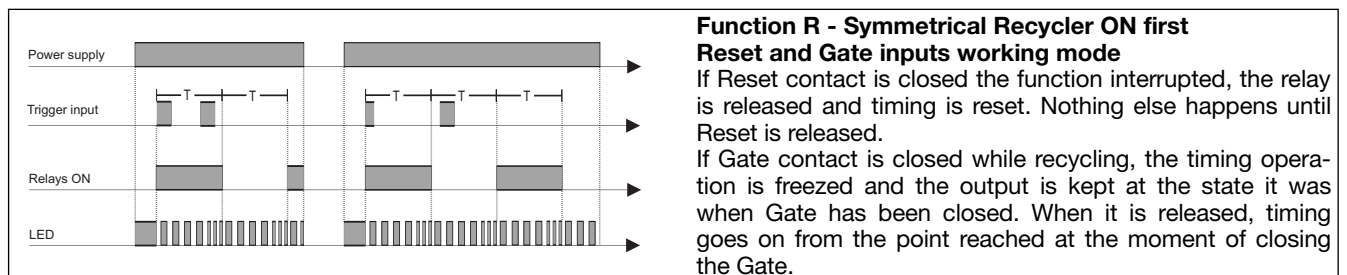 Power supply
Trigger input
T T T T T
Relays ON
LED
Function R - Symmetrical Recycler ON first
Reset and Gate inputs working mode
If Reset contact is closed the function interrupted, the relay
is released and timing is reset. Nothing else happens until
Reset is released.
If Gate contact is closed while recycling, the timing opera-
tion is freezed and the output is kept at the state it was
when Gate has been closed. When it is released, timing
goes on from the point reached at the moment of closing
the Gate.